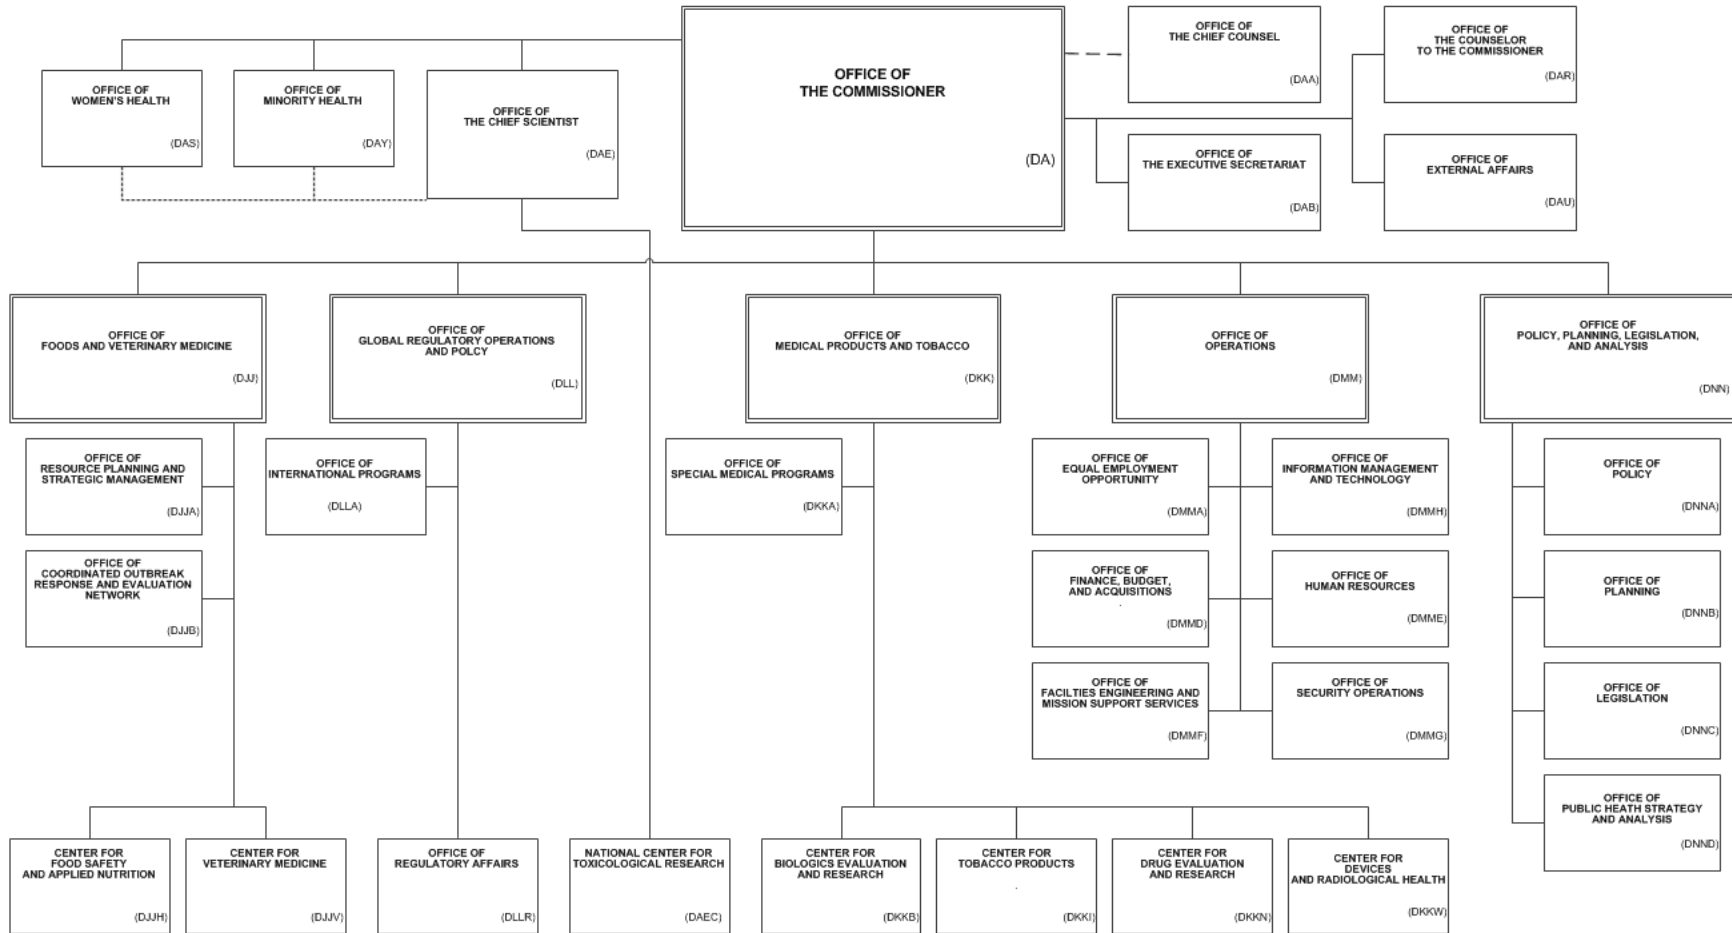 OFFICE OF
THE COMMISSIONER
(DA)
OFFICE OF
WOMEN'S HEALTH
(DAS)
OFFICE OF
MINORITY HEALTH
(DAY)
OFFICE OF
THE CHIEF SCIENTIST
(DAE)
OFFICE OF
THE CHIEF COUNSEL
(DAA)
OFFICE OF
THE COUNSELOR
TO THE COMMISSIONER
(DAR)
OFFICE OF
THE EXECUTIVE SECRETARIAT
(DAB)
OFFICE OF
EXTERNAL AFFAIRS
(DAU)
OFFICE OF
FOODS AND VETERINARY MEDICINE
(DJJ)
OFFICE OF
GLOBAL REGULATORY OPERATIONS
AND POLCY
(DLL)
OFFICE OF
MEDICAL PRODUCTS AND TOBACCO
(DKK)
OFFICE OF
OPERATIONS
(DMM)
OFFICE OF
POLICY, PLANNING, LEGISLATION,
AND ANALYSIS
(DNN)
OFFICE OF
RESOURCE PLANNING AND
STRATEGIC MANAGEMENT
(DJJA)
OFFICE OF
INTERNATIONAL PROGRAMS
(DLLA)
OFFICE OF
SPECIAL MEDICAL PROGRAMS
(DKKA)
OFFICE OF
EQUAL EMPLOYMENT
OPPORTUNITY
(DMMA)
OFFICE OF
INFORMATION MANAGEMENT
AND TECHNOLOGY
(DMMH)
OFFICE OF
POLICY
(DNNA)
OFFICE OF
COORDINATED OUTBREAK
RESPONSE AND EVALUATION
NETWORK
(DJJB)
OFFICE OF
FINANCE, BUDGET,
AND ACQUISITIONS
(DMMD)
OFFICE OF
HUMAN RESOURCES
(DMME)
OFFICE OF
PLANNING
(DNNB)
OFFICE OF
FACILTIES ENGINEERING AND
MISSION SUPPORT SERVICES
(DMMF)
OFFICE OF
SECURITY OPERATIONS
(DMMG)
OFFICE OF
LEGISLATION
(DNNC)
OFFICE OF
PUBLIC HEATH STRATEGY
AND ANALYSIS
(DNND)
CENTER FOR
FOOD SAFETY
AND APPLIED NUTRITION
(DJJH)
CENTER FOR
VETERINARY MEDICINE
(DJJV)
OFFICE OF
REGULATORY AFFAIRS
(DLLR)
NATIONAL CENTER FOR
TOXICOLOGICAL RESEARCH
(DAEC)
CENTER FOR
BIOLOGICS EVALUATION
AND RESEARCH
(DKKB)
CENTER FOR
TOBACCO PRODUCTS
(DKKI)
CENTER FOR
DRUG EVALUATION
AND RESEARCH
(DKKN)
CENTER FOR
DEVICES
AND RADIOLOGICAL HEALTH
(DKKW)